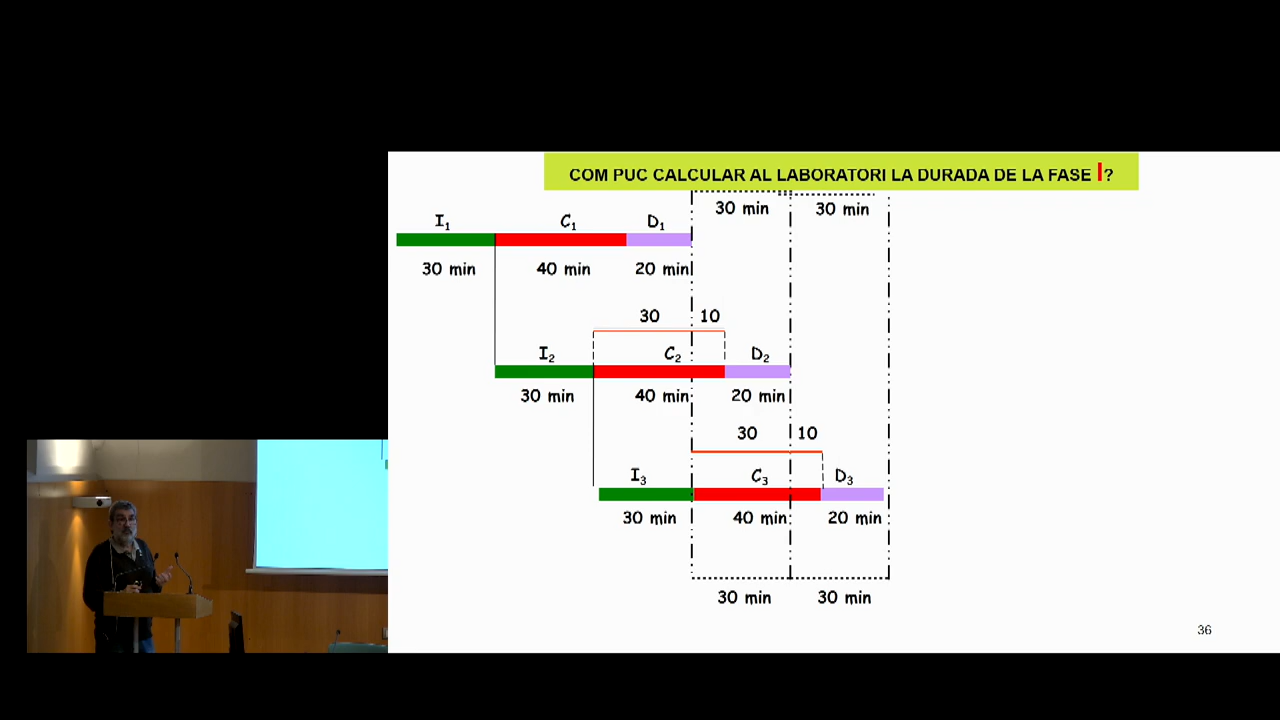 COM PUC CALCULAR AL LABORATORI LA DURADA DE LA FASE I?
30 min 30 min
I1 C1 D1
30 min 40 min 20 min
30 10
I2 C2 D2
30 min 40 min 20 min
30 10
I3 C3 D3
30 min 40 min 20 min
30 min 30 min
36